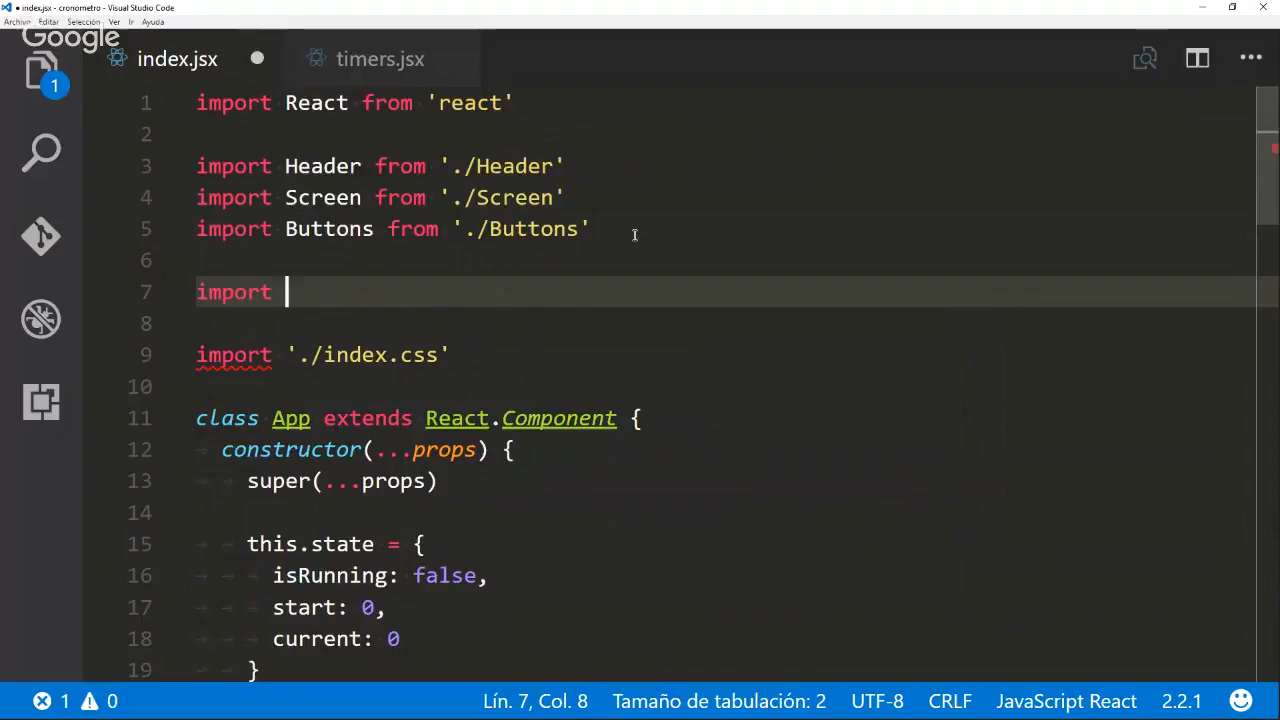 index.jsx - cronometro - Visual Studio Code
Archivo Editar Selección Ver Ir Ayuda
Google
index.jsx timers.jsx
1
1 import React from 'react'
2
3 import Header from './Header'
4 import Screen from './Screen'
5 import Buttons from './Buttons'
6
7 import
8
9 import './index.css'
10
11 class App extends React.Component {
12 constructor(...props) {
13 super(...props)
14
15 this.state = {
16 isRunning: false,
17 start: 0,
18 current: 0
19 }
1 0 Lín. 7, Col. 8 Tamaño de tabulación: 2 UTF-8 CRLF JavaScript React 2.2.1